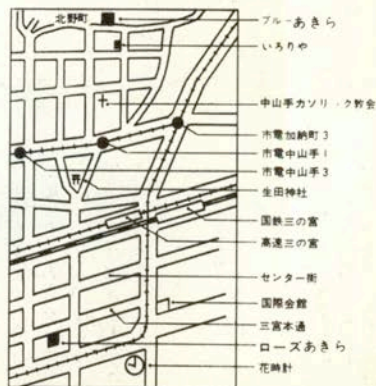 北野町
ブルーあきら
いろりや
中山手カソリック教会
市電加納町3
市電中山手1
市電中山手3
生田神社
国鉄三の宮
高速三の宮
センター街
国際会館
三宮本通
ローズあきら
花時計